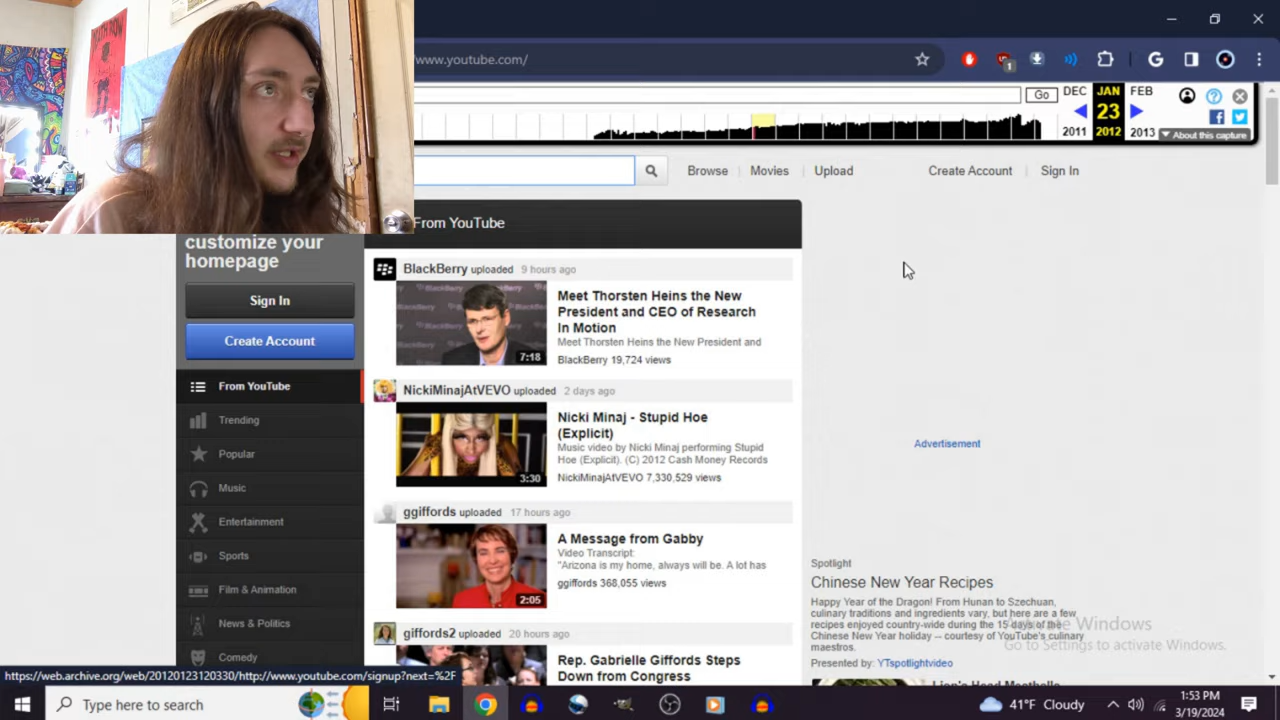 www.youtube.com/
1
Go
DEC
JAN
FEB
23
2011
2012
2013
About this capture
Browse
Movies
Upload
Create Account
Sign In
From YouTube
customize your
homepage
Sign In
Create Account
From YouTube
Trending
Popular
Music
Entertainment
Sports
Film & Animation
News & Politics
Comedy
BlackBerry uploaded 9 hours ago
7:18
Meet Thorsten Heins the New
President and CEO of Research
In Motion
Meet Thorsten Heins the New President and
BlackBerry 19,724 views
NickiMinajAtVEVO uploaded 2 days ago
3:30
Nicki Minaj - Stupid Hoe
(Explicit)
Music video by Nicki Minaj performing Stupid
Hoe (Explicit). (C) 2012 Cash Money Records
NickiMinajAtVEVO 7,330,529 views
ggiffords uploaded 17 hours ago
2:05
A Message from Gabby
Video Transcript:
"Arizona is my home, always will be. A lot has
ggiffords 368,055 views
giffords2 uploaded 20 hours ago
Rep. Gabrielle Giffords Steps
Down from Congress
Advertisement
Spotlight
Chinese New Year Recipes
Happy Year of the Dragon! From Hunan to Szechuan,
culinary traditions and ingredients vary, but here are a few
recipes enjoyed country-wide during the 15 days of the
Chinese New Year holiday -- courtesy of YouTube's culinary
maestros.
Presented by: YTspotlightvideo
Lion's Head Meatballs
Activate Windows
Go to Settings to activate Windows.
https://web.archive.org/web/20120123120330/http://www.youtube.com/signup?next=%2F
Type here to search
41°F Cloudy
1:53 PM
3/19/2024